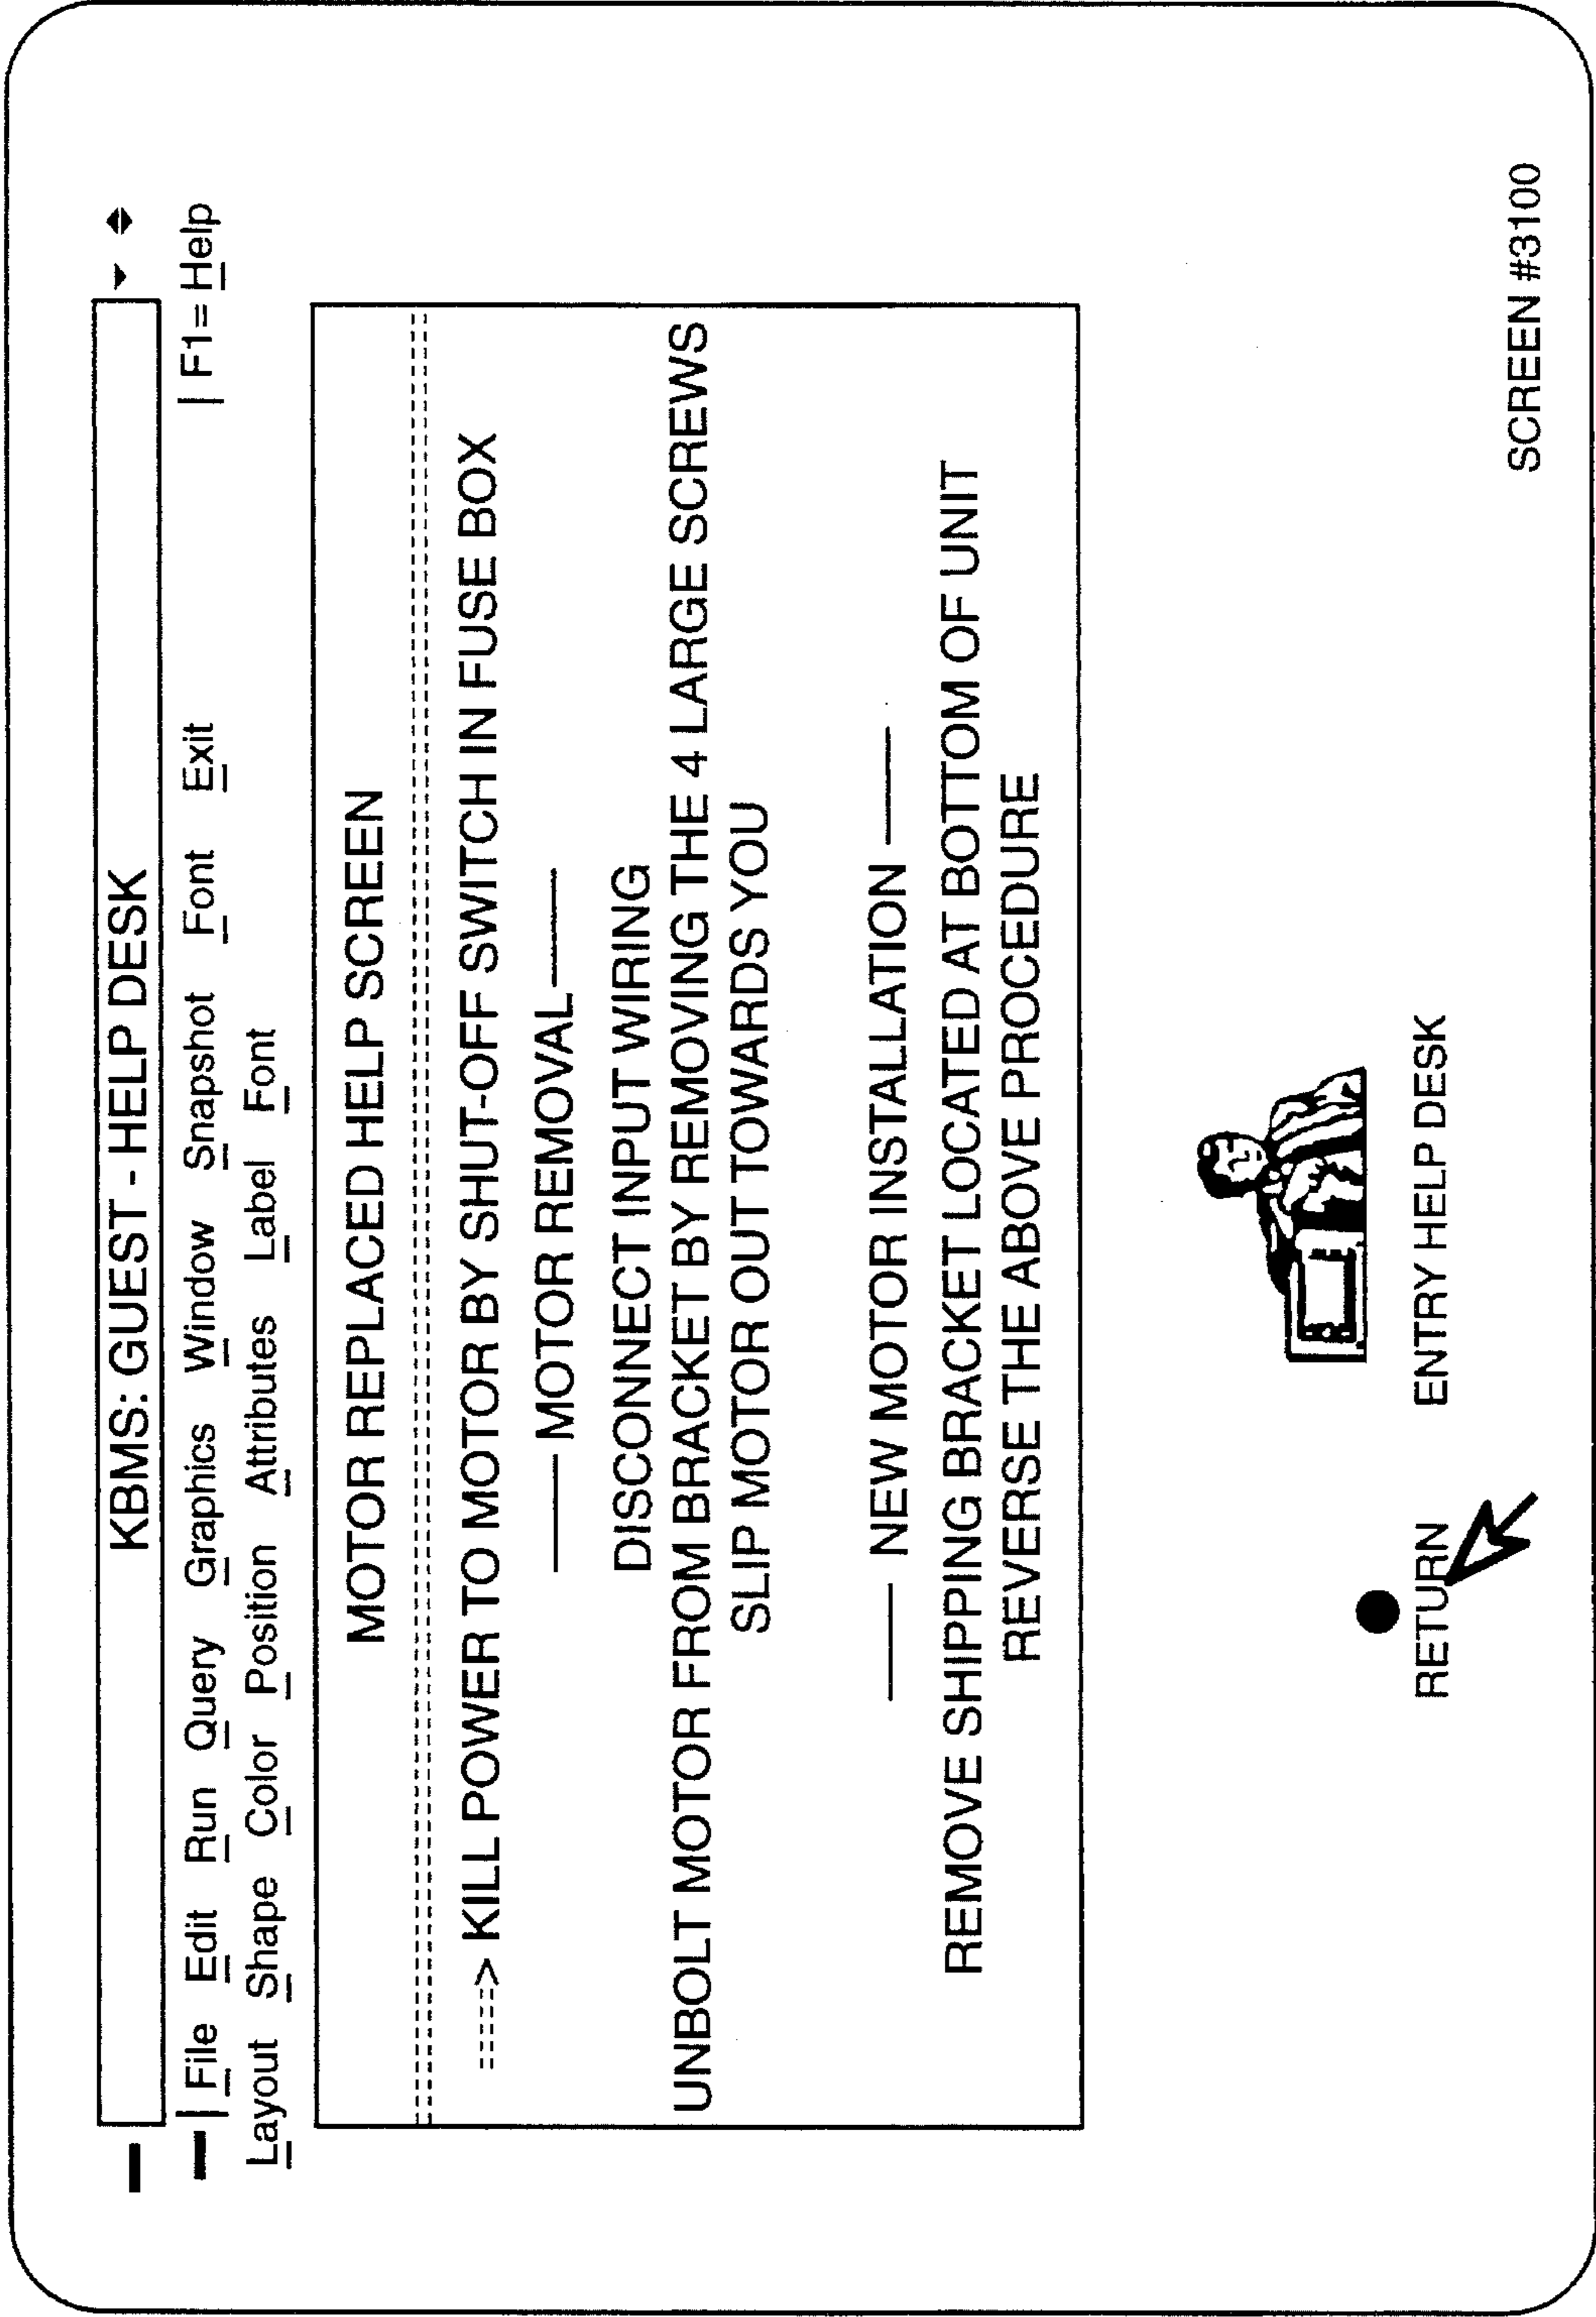 KBMS: GUEST - HELP DESK
File Edit Run Query Graphics Window Snapshot Font Exit | F1= Help
Layout Shape Color Position Attributes Label Font
MOTOR REPLACED HELP SCREEN
=====> KILL POWER TO MOTOR BY SHUT-OFF SWITCH IN FUSE BOX
—— MOTOR REMOVAL ——
DISCONNECT INPUT WIRING
UNBOLT MOTOR FROM BRACKET BY REMOVING THE 4 LARGE SCREWS
SLIP MOTOR OUT TOWARDS YOU
—— NEW MOTOR INSTALLATION ——
REMOVE SHIPPING BRACKET LOCATED AT BOTTOM OF UNIT
REVERSE THE ABOVE PROCEDURE
RETURN ENTRY HELP DESK
SCREEN #3100